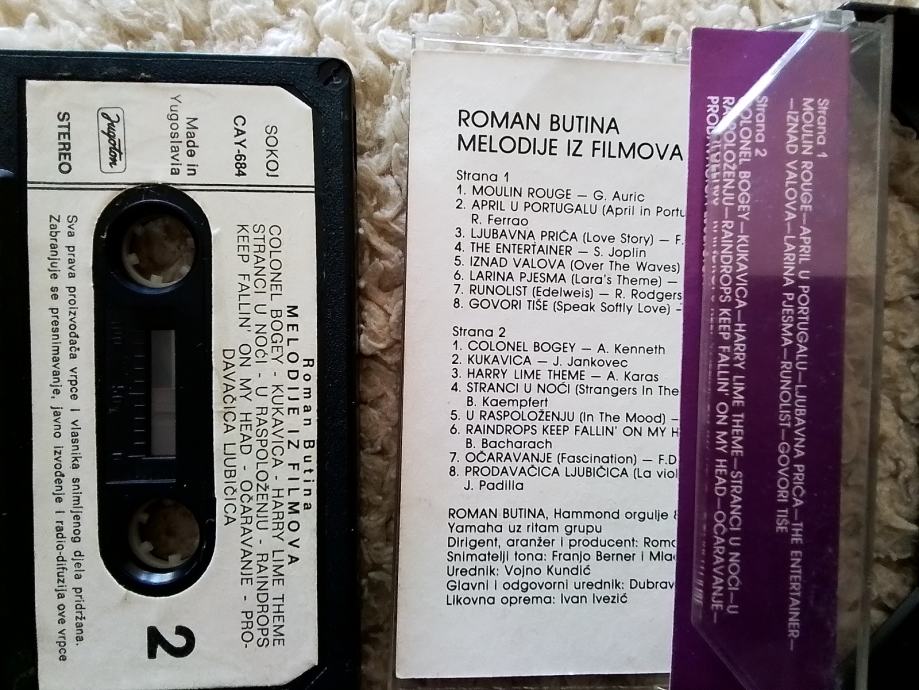 SOKOJ
CAY-684
Made in
Yugoslavia
Jugoton
STEREO
Roman Butina
MELODIJE IZ FILMOVA
COLONEL BOGEY - KUKAVICA - HARRY LIME THEME
STRANCI U NOĆI - U RASPOLOŽENJU - RAINDROPS
KEEP FALLIN' ON MY HEAD - OČARAVANJE - PRO-
DAVAČICA LJUBIČICA
2
Sva prava proizvođača vrpce i vlasnika snimljenog djela pridržana.
Zabranjuje se presnimavanje, javno izvođenje i radio-difuzija ove vrpce
ROMAN BUTINA
MELODIJE IZ FILMOVA
Strana 1
1. MOULIN ROUGE — G. Auric
2. APRIL U PORTUGALU (April in Portu
R. Ferrao
3. LJUBAVNA PRIČA (Love Story) — F.
4. THE ENTERTAINER — S. Joplin
5. IZNAD VALOVA (Over The Waves)
6. LARINA PJESMA (Lara's Theme) —
7. RUNOLIST (Edelweis) — R. Rodgers
8. GOVORI TIŠE (Speak Softly Love) —
Strana 2
1. COLONEL BOGEY — A. Kenneth
2. KUKAVICA — J. Jankovec
3. HARRY LIME THEME — A. Karas
4. STRANCI U NOĆI (Strangers In The
B. Kaempfert
5. U RASPOLOŽENJU (In The Mood) —
6. RAINDROPS KEEP FALLIN' ON MY H
B. Bacharach
7. OČARAVANJE (Fascination) — F.D
8. PRODAVAČICA LJUBIČICA (La viol
J. Padilla
ROMAN BUTINA, Hammond orgulje &
Yamaha uz ritam grupu
Dirigent, aranžer i producent: Roma
Snimatelji tona: Franjo Berner i Mla
Urednik: Vojno Kundić
Glavni i odgovorni urednik: Dubrav
Likovna oprema: Ivan Ivezić
Strana 1
MOULIN ROUGE—APRIL U PORTUGALU—LJUBAVNA PRIČA—THE ENTERTAINER—
—IZNAD VALOVA—LARINA PJESMA—RUNOLIST—GOVORI TIŠE
Strana 2
COLONEL BOGEY—KUKAVICA—HARRY LIME THEME—STRANCI U NOĆI—U
RASPOLOŽENJU—RAINDROPS KEEP FALLIN' ON MY HEAD—OČARAVANJE—